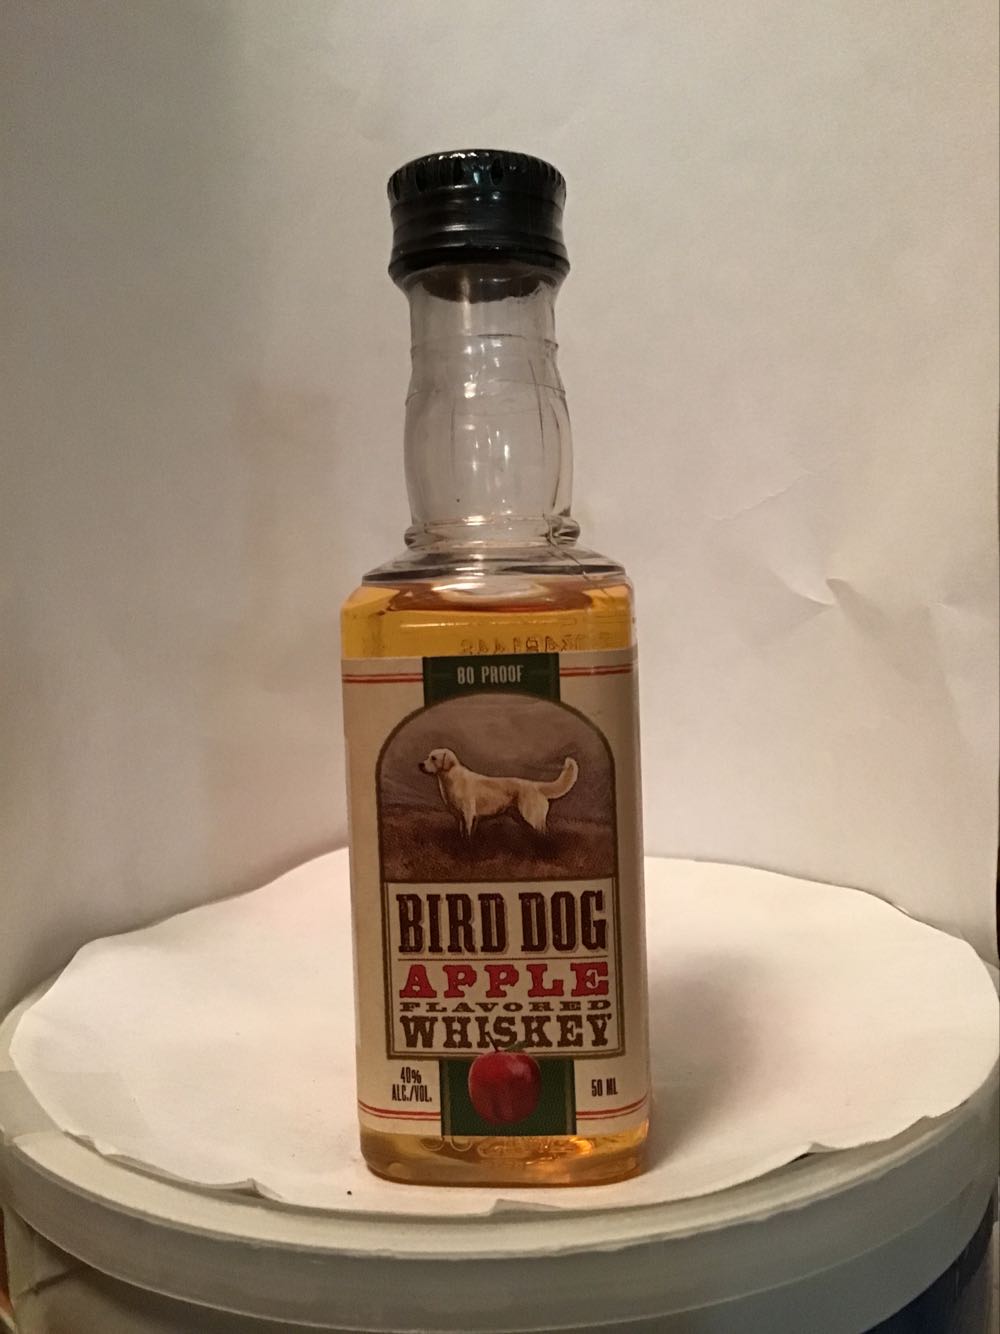 80 PROOF
BIRD DOG
APPLE
FLAVORED
WHISKEY
40%
ALC./VOL.
50 ML